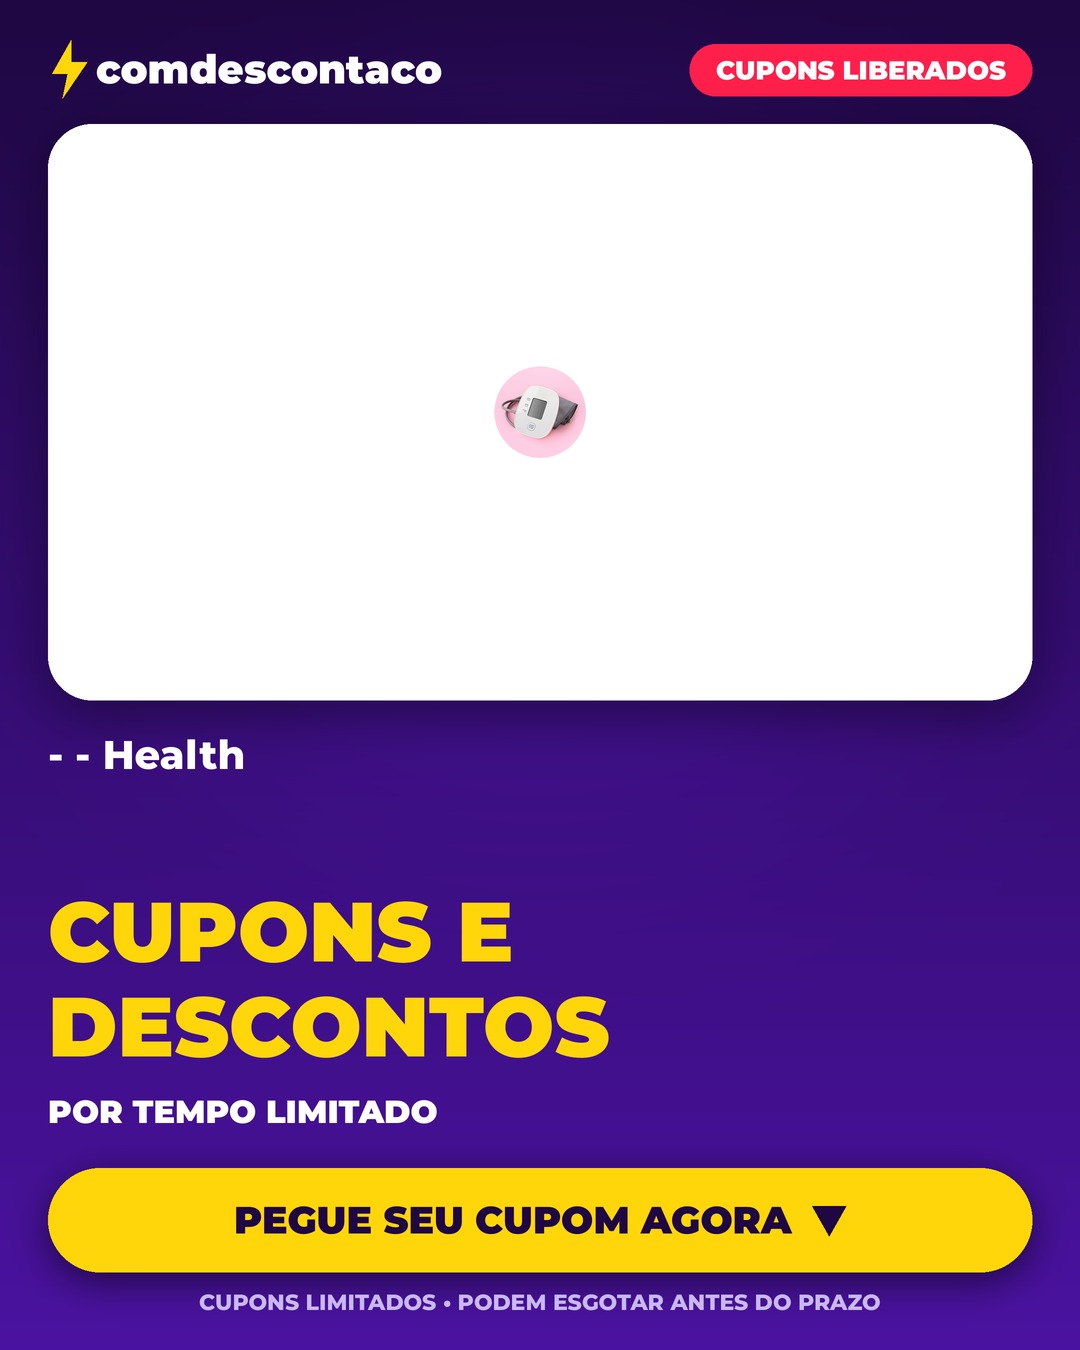 comdescontaco
CUPONS LIBERADOS
- - Health
CUPONS E
DESCONTOS
POR TEMPO LIMITADO
PEGUE SEU CUPOM AGORA ▼
CUPONS LIMITADOS • PODEM ESGOTAR ANTES DO PRAZO